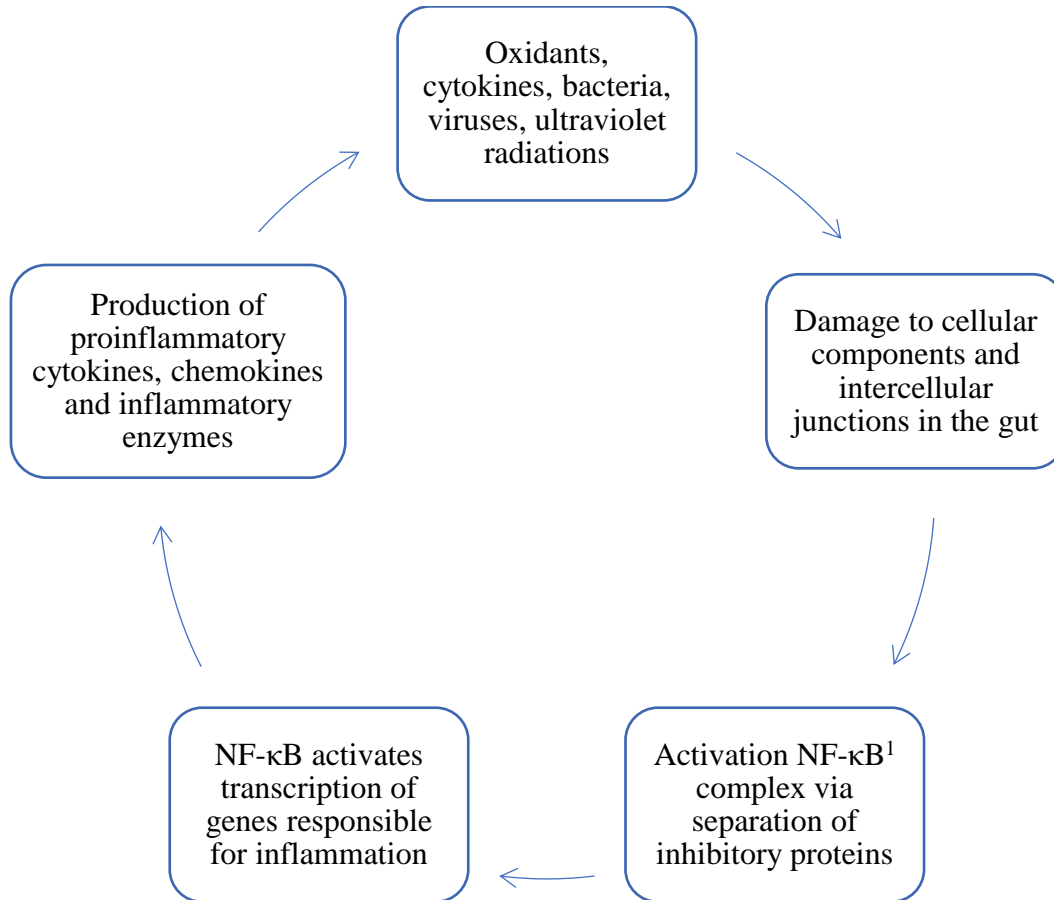 Oxidants,
cytokines, bacteria,
viruses, ultraviolet
radiations
Damage to cellular
components and
intercellular
junctions in the gut
Activation NF-κB¹
complex via
separation of
inhibitory proteins
NF-κB activates
transcription of
genes responsible
for inflammation
Production of
proinflammatory
cytokines, chemokines
and inflammatory
enzymes